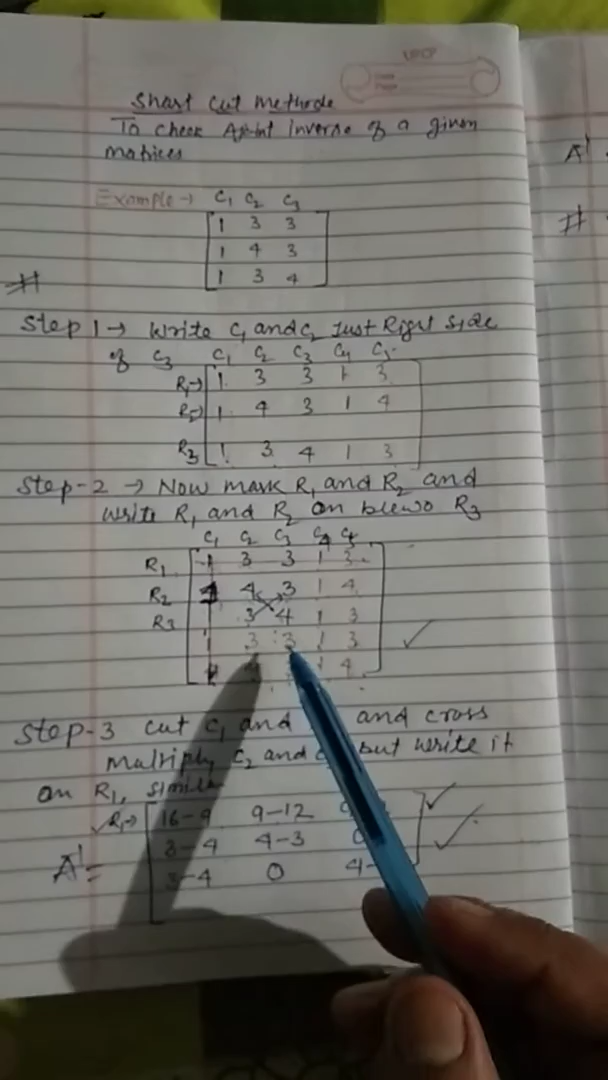 Short cut methode
To check Ajoint inverse of a given
matrices
A'
Example → C₁ C₂ C₃
1 3 3
1 4 3
1 3 4
#
#
Step 1 → Write C₁ and C₂ Just Right side
of C₃ C₁ C₂ C₃ C₄ C₅
R₁→ 1 3 3 1 3
R₂→ 1 4 3 1 4
R₃ 1 3 4 1 3
Step-2 → Now mark R₁ and R₂ and
write R₁ and R₂ on blewo R₃
C₁ C₂ C₃ C₄ C₅
R₁ 1 3 3 1 3
R₂ 1 4 3 1 4
R₃ 1 3 4 1 3
1 3 3 1 3
1 1 4
Step-3 cut C₁ and and cross
multiply C₂ and but write it
on R₁,
R₁→ 16-9 9-12
A' = 3-4 4-3
3-4 0 4-